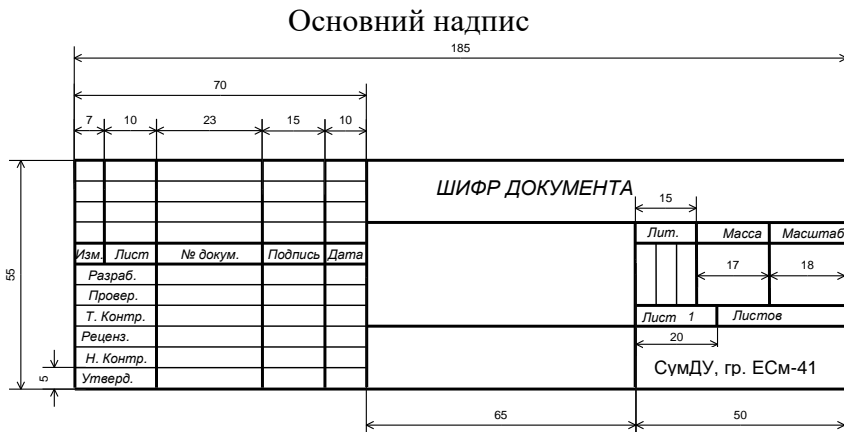 Основний надпис
185
70
7 10 23 15 10
ШИФР ДОКУМЕНТА
15
Лит. Масса Масштаб
Изм. Лист № докум. Подпись Дата
17 18
55
Разраб.
Провер.
Т. Контр.
Лист 1 Листов
Реценз.
20
Н. Контр.
СумДУ, гр. ЕСм-41
5
Утверд.
65 50